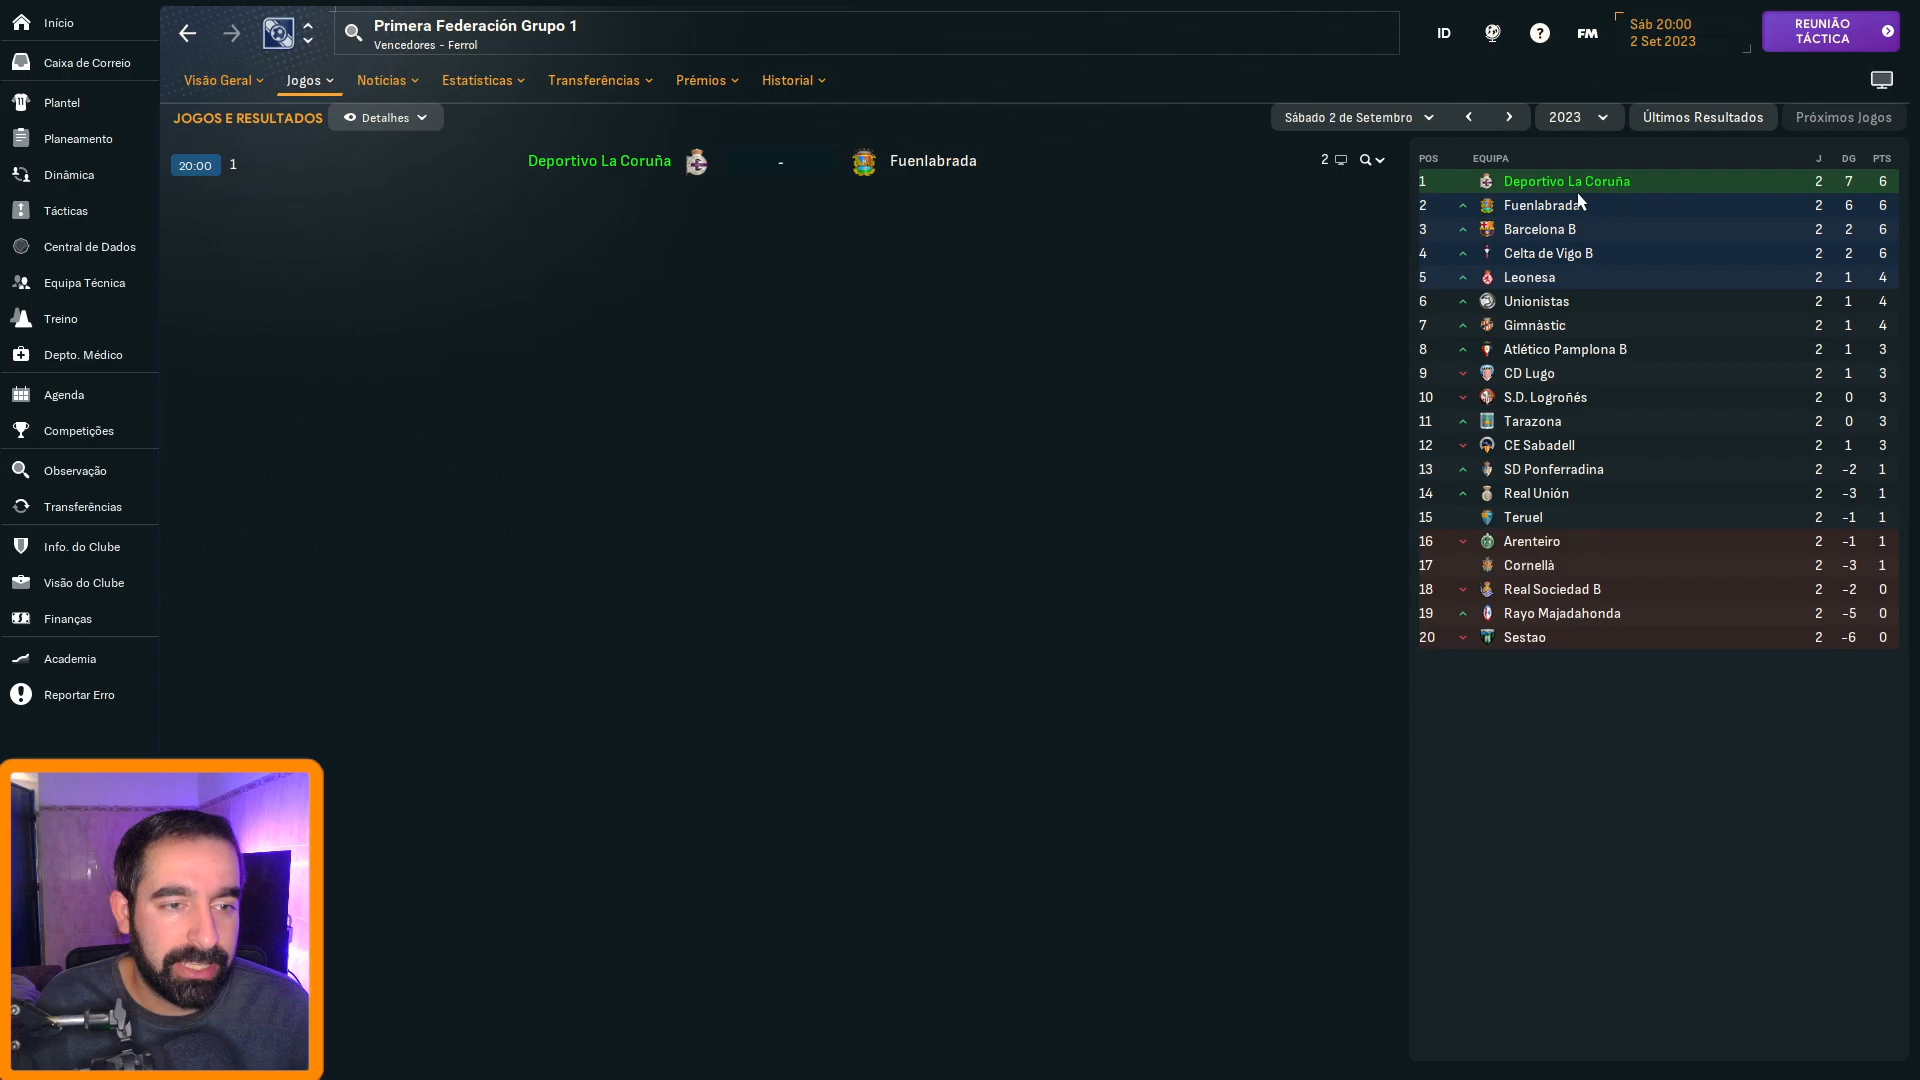 Início
Caixa de Correio
Plantel
Planeamento
Dinâmica
Tácticas
Central de Dados
Equipa Técnica
Treino
Depto. Médico
Agenda
Competições
Observação
Transferências
Info. do Clube
Visão do Clube
Finanças
Academia
Reportar Erro
Primera Federación Grupo 1
Vencedores - Ferrol
ID
FM
Sáb 20:00
2 Set 2023
REUNIÃO
TÁCTICA
Visão Geral Jogos Notícias Estatísticas Transferências Prémios Historial
JOGOS E RESULTADOS Detalhes Sábado 2 de Setembro 2023 Últimos Resultados Próximos Jogos
20:00 1 Deportivo La Coruña - Fuenlabrada 2
POS EQUIPA J DG PTS
1 Deportivo La Coruña 2 7 6
2 Fuenlabrada 2 6 6
3 Barcelona B 2 2 6
4 Celta de Vigo B 2 2 6
5 Leonesa 2 1 4
6 Unionistas 2 1 4
7 Gimnàstic 2 1 4
8 Atlético Pamplona B 2 1 3
9 CD Lugo 2 1 3
10 S.D. Logroñés 2 0 3
11 Tarazona 2 0 3
12 CE Sabadell 2 1 3
13 SD Ponferradina 2 -2 1
14 Real Unión 2 -3 1
15 Teruel 2 -1 1
16 Arenteiro 2 -1 1
17 Cornellà 2 -3 1
18 Real Sociedad B 2 -2 0
19 Rayo Majadahonda 2 -5 0
20 Sestao 2 -6 0